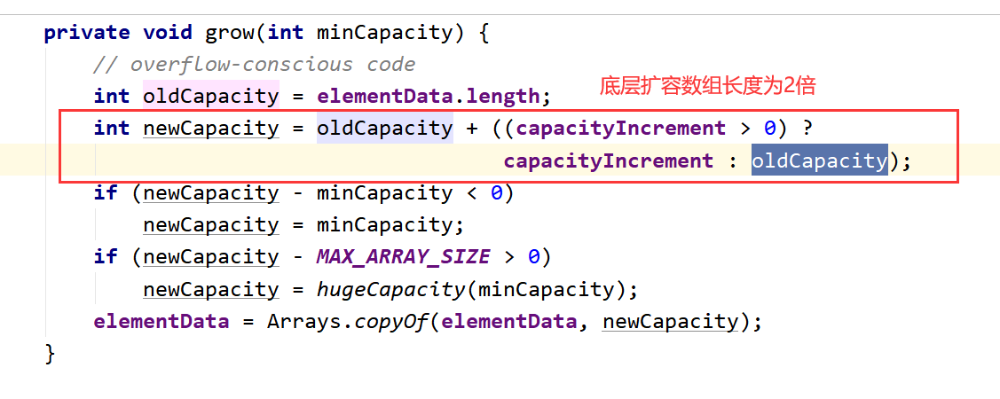 private void grow(int minCapacity) {
// overflow-conscious code
int oldCapacity = elementData.length;
底层扩容数组长度为2倍
int newCapacity = oldCapacity + ((capacityIncrement > 0) ?
capacityIncrement : oldCapacity);
if (newCapacity - minCapacity < 0)
newCapacity = minCapacity;
if (newCapacity - MAX_ARRAY_SIZE > 0)
newCapacity = hugeCapacity(minCapacity);
elementData = Arrays.copyOf(elementData, newCapacity);
}